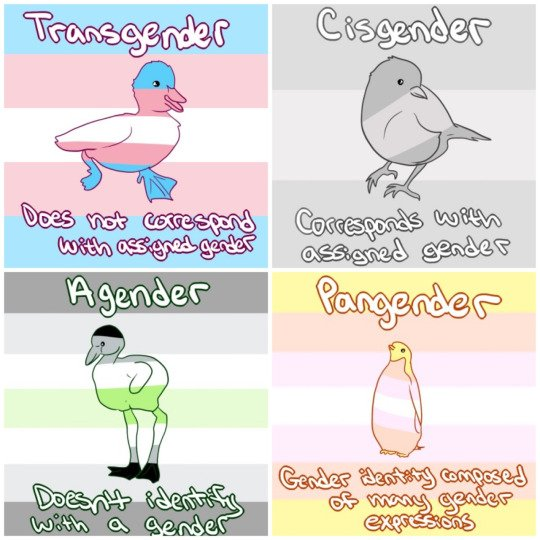 Transgender
Does not correspond
with assigned gender
Cisgender
Corresponds with
assigned gender
Agender
Doesn't identify
with a gender
Pangender
Gender identity composed
of many gender
expressions